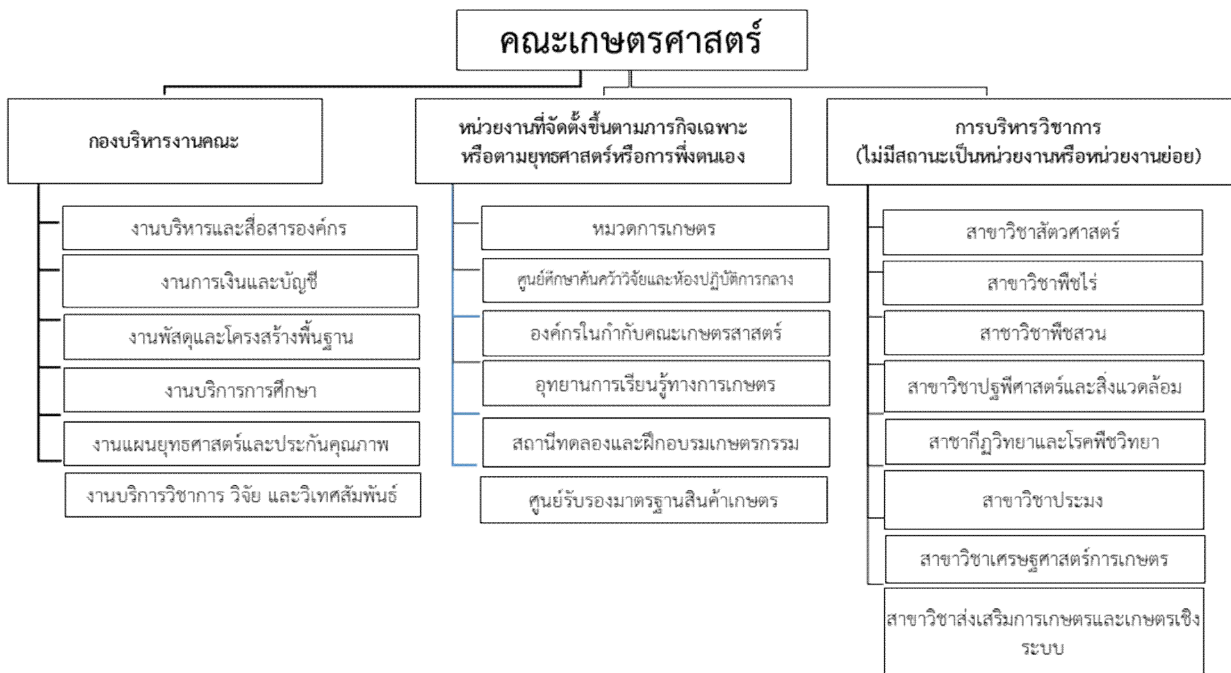 คณะเกษตรศาสตร์
กองบริหารงานคณะ
งานบริหารและสื่อสารองค์กร
งานการเงินและบัญชี
งานพัสดุและโครงสร้างพื้นฐาน
งานบริการการศึกษา
งานแผนยุทธศาสตร์และประกันคุณภาพ
งานบริการวิชาการ วิจัย และวิเทศสัมพันธ์
หน่วยงานที่จัดตั้งขึ้นตามภารกิจเฉพาะ
หรือตามยุทธศาสตร์หรือการพึ่งตนเอง
หมวดการเกษตร
ศูนย์ศึกษาค้นคว้าวิจัยและห้องปฏิบัติการกลาง
องค์กรในกำกับคณะเกษตรสาสตร์
อุทยานการเรียนรู้ทางการเกษตร
สถานีทดลองและฝึกอบรมเกษตรกรรม
ศูนย์รับรองมาตรฐานสินค้าเกษตร
การบริหารวิชาการ
(ไม่มีสถานะเป็นหน่วยงานหรือหน่วยงานย่อย)
สาขาวิชาสัตวศาสตร์
สาขาวิชาพืชไร่
สาชาวิชาพืชสวน
สาขาวิชาปฐพีศาสตร์และสิ่งแวดล้อม
สาชากีฏวิทยาและโรคพืชวิทยา
สาขาวิชาประมง
สาขาวิชาเศรษฐศาสตร์การเกษตร
สาขาวิชาส่งเสริมการเกษตรและเกษตรเชิง
ระบบ